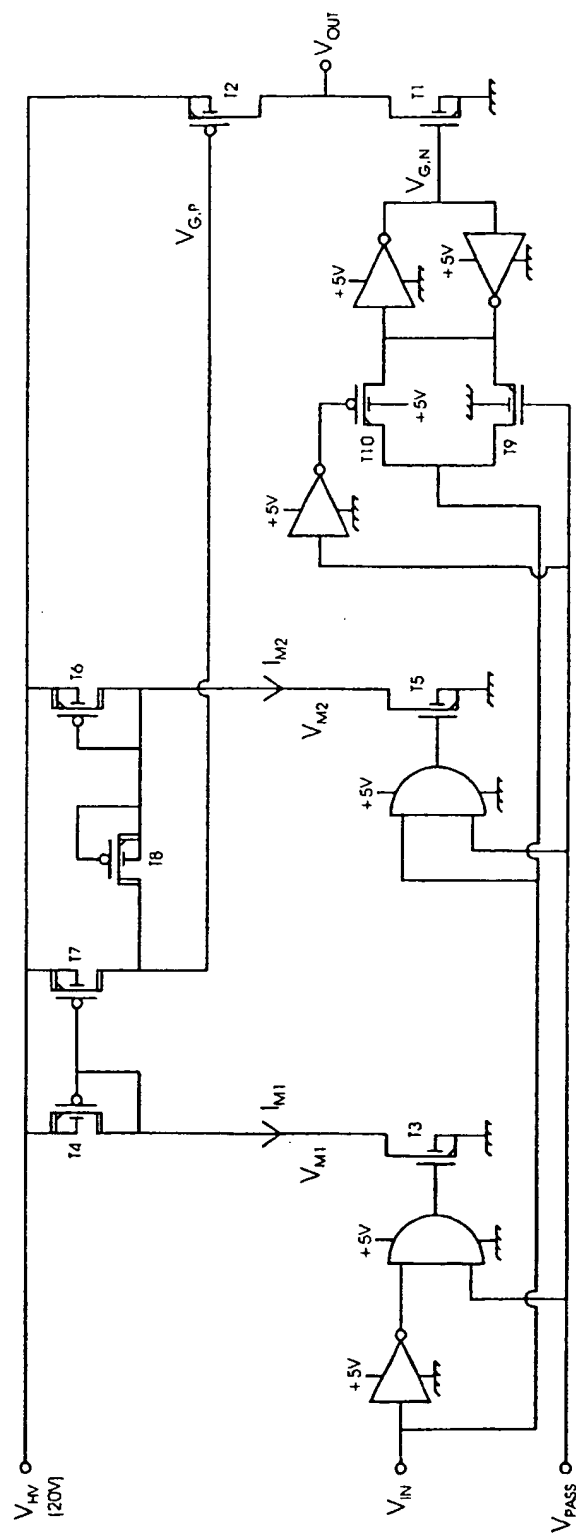 V_HV
(20V)
V_IN
V_PASS
T4
T7
T8
T6
T2
V_G,P
V_OUT
I_M1
V_M1
I_M2
V_M2
T3
T5
T10
T9
T1
V_G,N
+5V
+5V
+5V
+5V
+5V
+5V
+5V